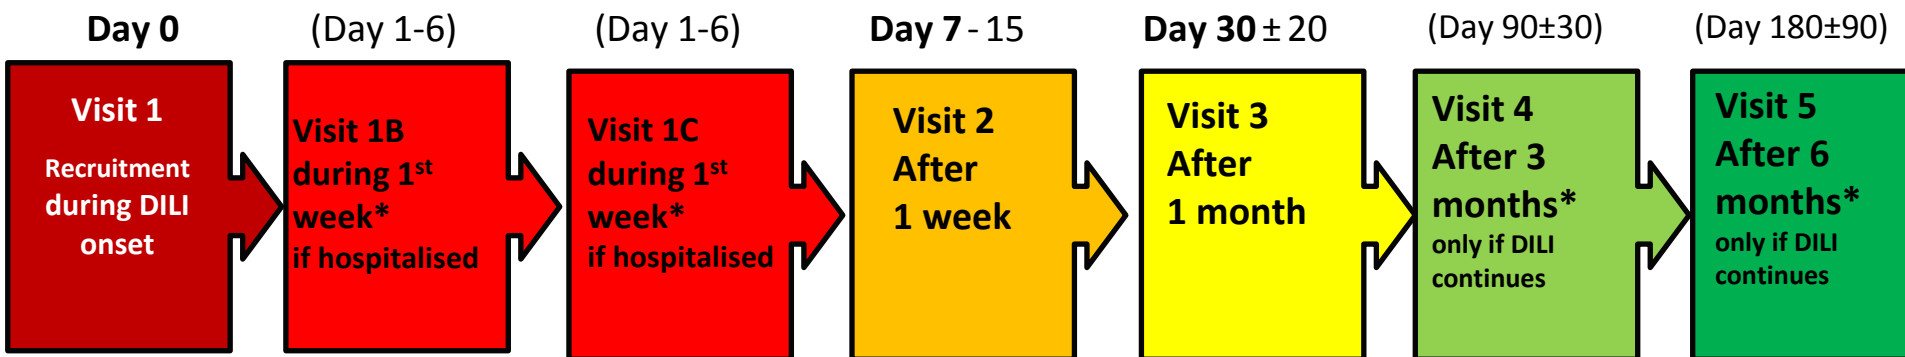 Day 0
(Day 1-6)
(Day 1-6)
Day 7 - 15
Day 30 ± 20
(Day 90±30)
(Day 180±90)
Visit 1
Recruitment
during DILI
onset
Visit 1B
during 1st
week*
if hospitalised
Visit 1C
during 1st
week*
if hospitalised
Visit 2
After
1 week
Visit 3
After
1 month
Visit 4
After 3
months*
only if DILI
continues
Visit 5
After 6
months*
only if DILI
continues